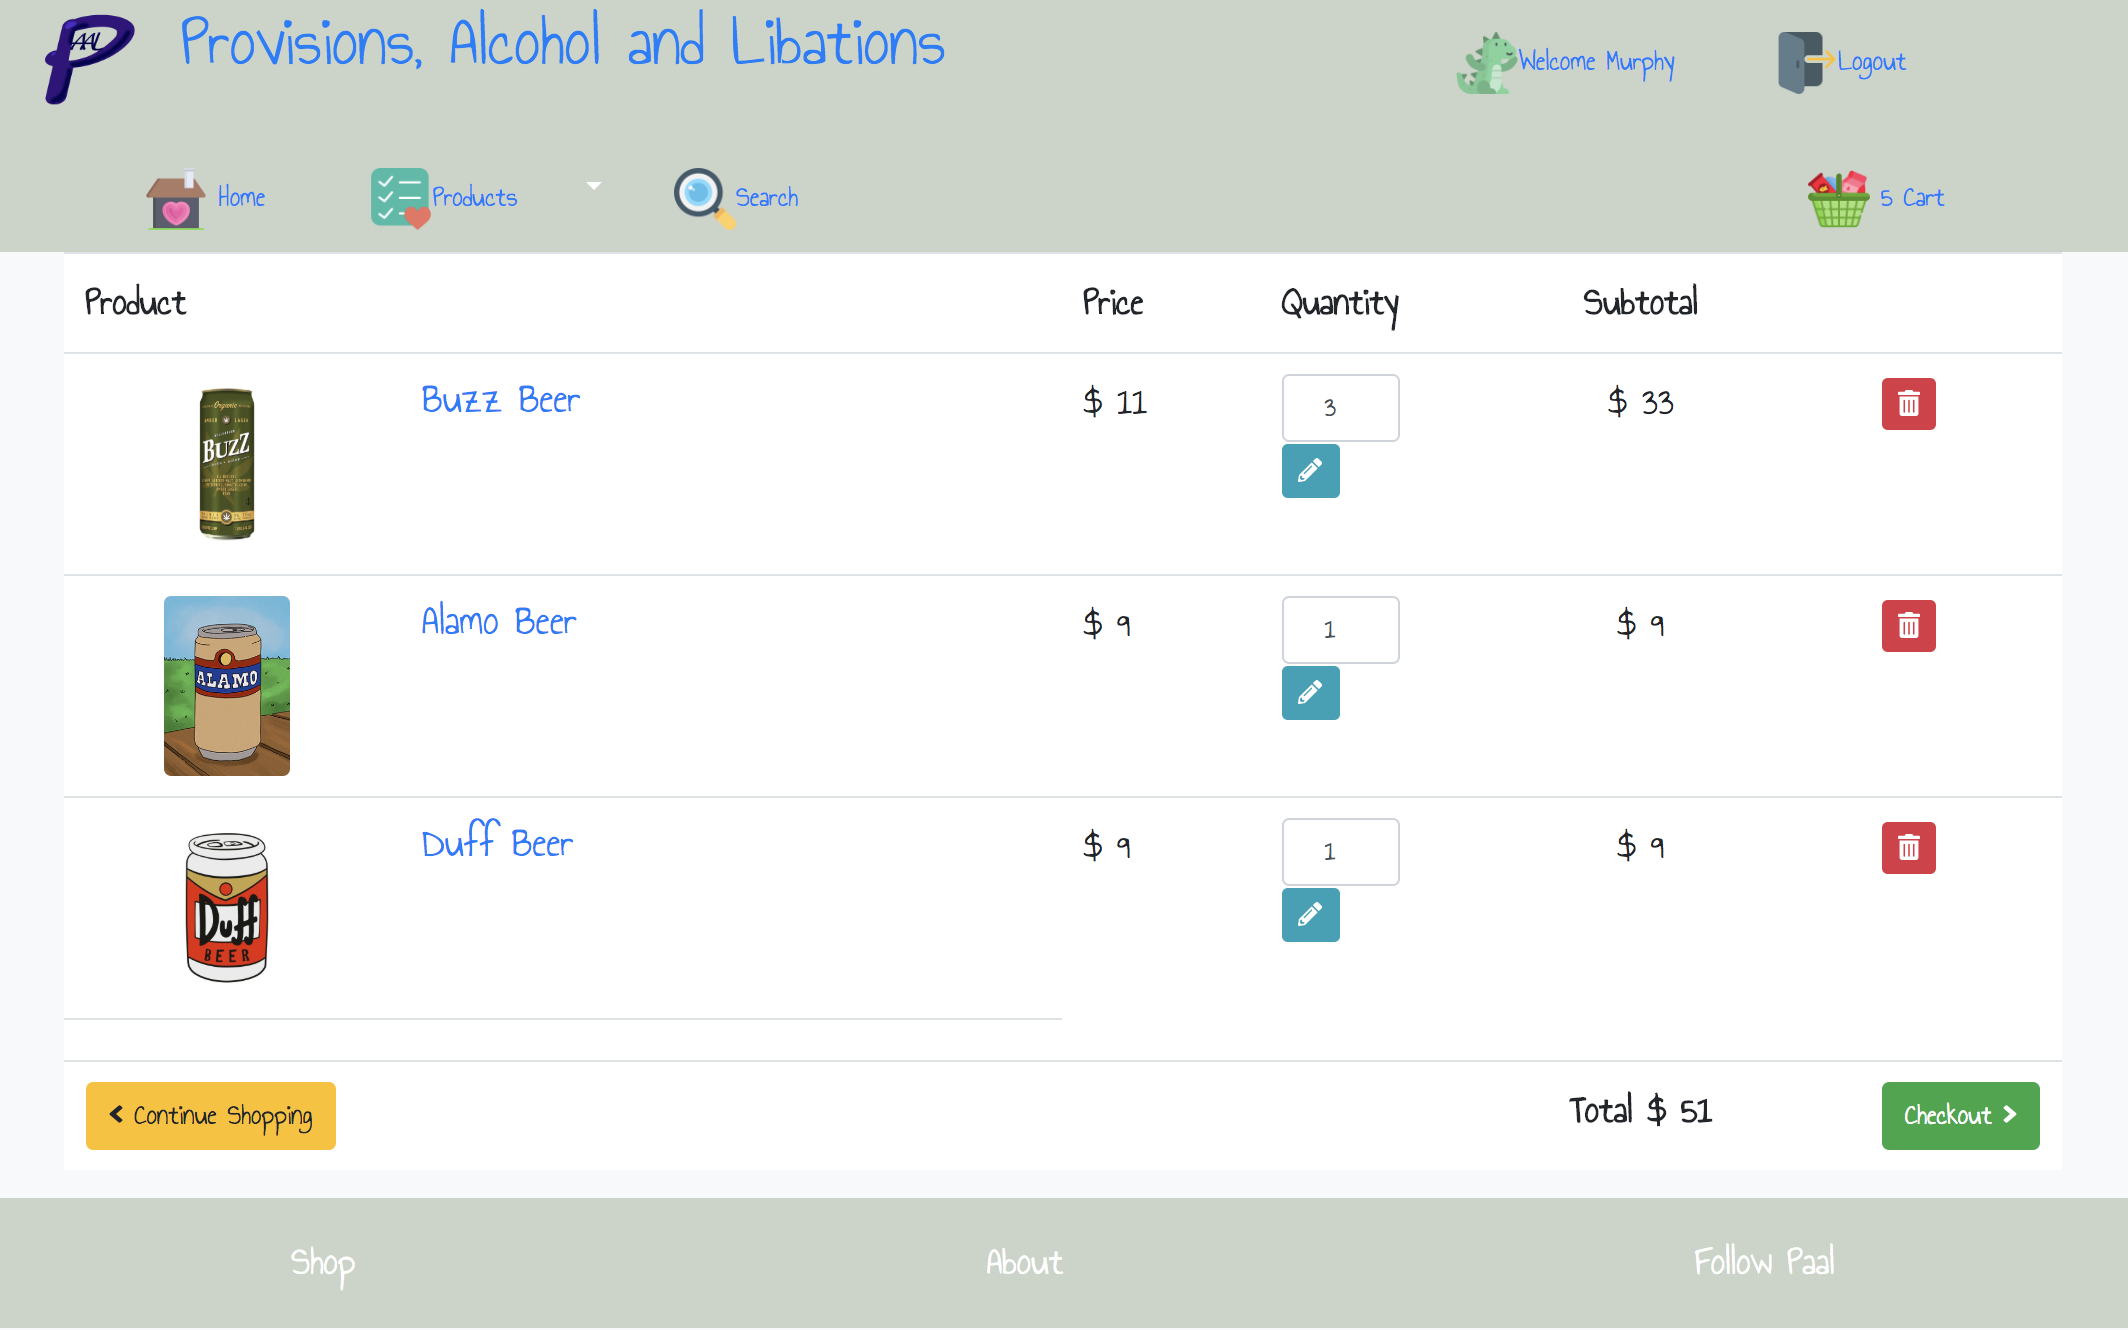 PAAL
Provisions, Alcohol and Libations
Welcome Murphy
Logout
Home
Products
Search
5 Cart
Product Price Quantity Subtotal
Organic
BUZZ
Buzz Beer $ 11 3 $ 33
ALAMO
Alamo Beer $ 9 1 $ 9
Duff
BEER
Duff Beer $ 9 1 $ 9
Continue Shopping Total $ 51 Checkout
Shop About Follow Paal